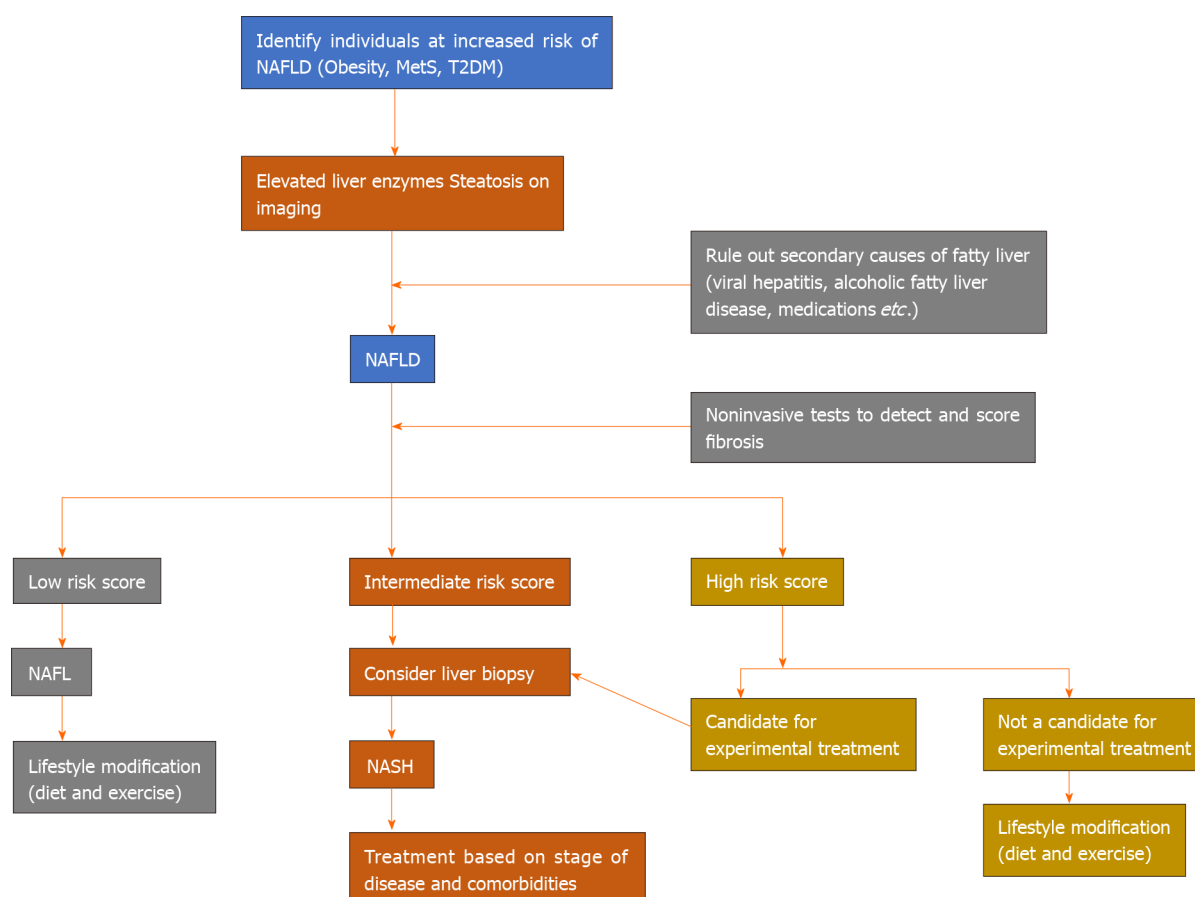 Identify individuals at increased risk of
NAFLD (Obesity, MetS, T2DM)
Elevated liver enzymes Steatosis on
imaging
Rule out secondary causes of fatty liver
(viral hepatitis, alcoholic fatty liver
disease, medications etc.)
NAFLD
Noninvasive tests to detect and score
fibrosis
Low risk score
Intermediate risk score
High risk score
NAFL
Consider liver biopsy
Candidate for
experimental treatment
Not a candidate for
experimental treatment
Lifestyle modification
(diet and exercise)
NASH
Lifestyle modification
(diet and exercise)
Treatment based on stage of
disease and comorbidities